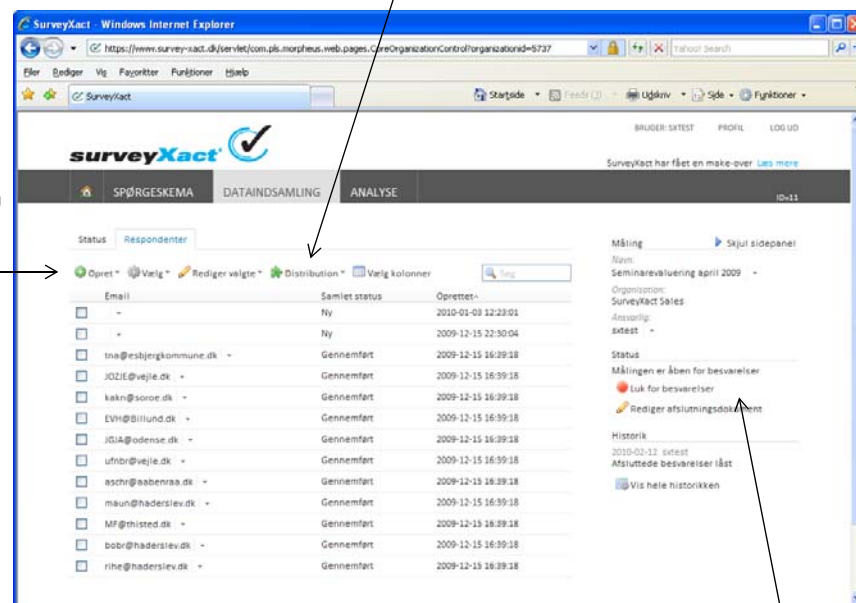 SurveyXact - Windows Internet Explorer
https://www.survey-xact.dk/servlet/com.pls.morpheus.web.pages.CoreOrganizationControl?organizationid=5737
Yahoo! Search
Filer Rediger Vis Favoritter Funktioner Hjælp
SurveyXact
Startside Feeds (J) Udskriv Side Funktioner
BRUGER: SXTEST PROFIL LOG UD
surveyXact
SurveyXact har fået en make-over Læs mere
SPØRGESKEMA DATAINDSAMLING ANALYSE
ID=11
Status Respondenter
Opret Vælg Rediger valgte Distribution Vælg kolonner Søg
Email Samlet status Oprettet
Ny 2010-01-03 12:23:01
Ny 2009-12-15 22:30:04
tna@esbjergkommune.dk Gennemført 2009-12-15 16:39:18
JOZJE@vejle.dk Gennemført 2009-12-15 16:39:18
kakn@soroe.dk Gennemført 2009-12-15 16:39:18
EVH@Billund.dk Gennemført 2009-12-15 16:39:18
JGJA@odense.dk Gennemført 2009-12-15 16:39:18
ufnbr@vejle.dk Gennemført 2009-12-15 16:39:18
aschr@aabenraa.dk Gennemført 2009-12-15 16:39:18
maun@haderslev.dk Gennemført 2009-12-15 16:39:18
MF@thisted.dk Gennemført 2009-12-15 16:39:18
bobr@haderslev.dk Gennemført 2009-12-15 16:39:18
rihe@haderslev.dk Gennemført 2009-12-15 16:39:18
Måling Skjul sidepanel
Navn:
Seminarevaluering april 2009
Organisation:
SurveyXact Sales
Ansvarlig:
sxtest
Status
Målingen er åben for besvarelser
Luk for besvarelser
Rediger afslutningsdokument
Historik
2010-02-12 sxtest
Afsluttede besvarelser låst
Vis hele historikken